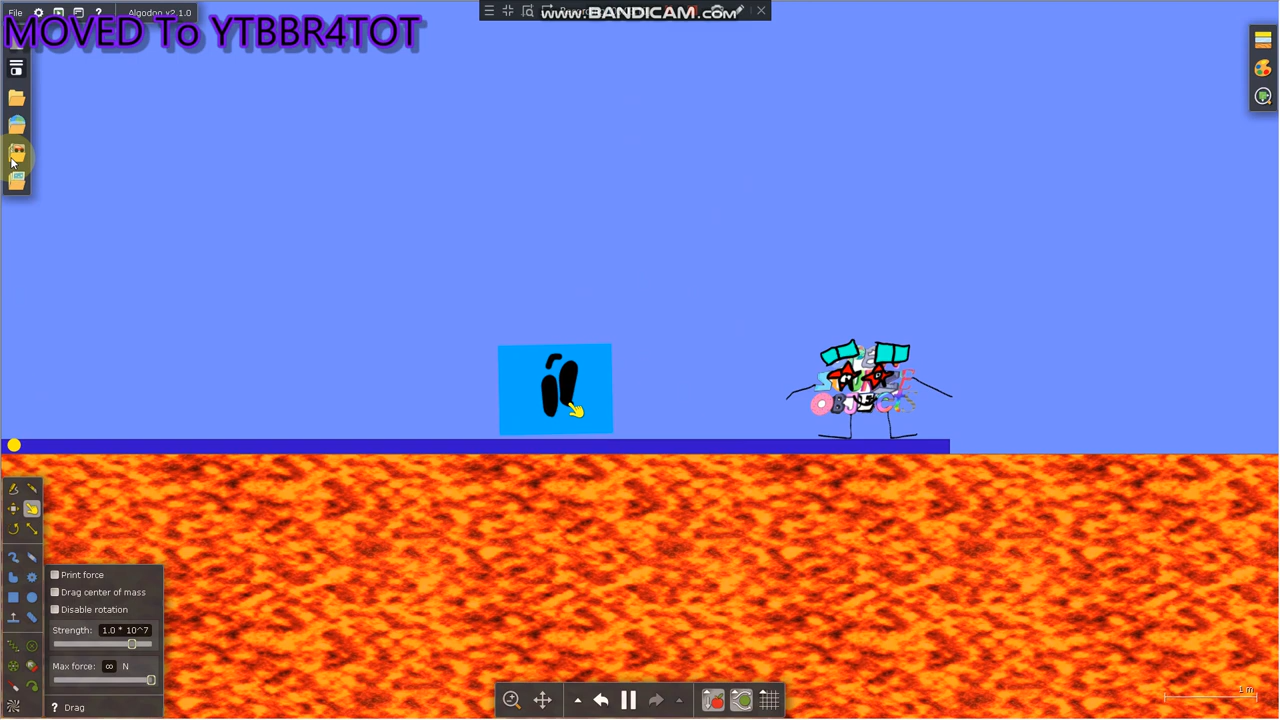 File ? Algodoo v2.1.0
www.BANDICAM.com
MOVED To YTBBR4TOT
OBJECT
Print force
Drag center of mass
Disable rotation
Strength: 1.0 * 10^7
Max force: ∞ N
? Drag
1 m